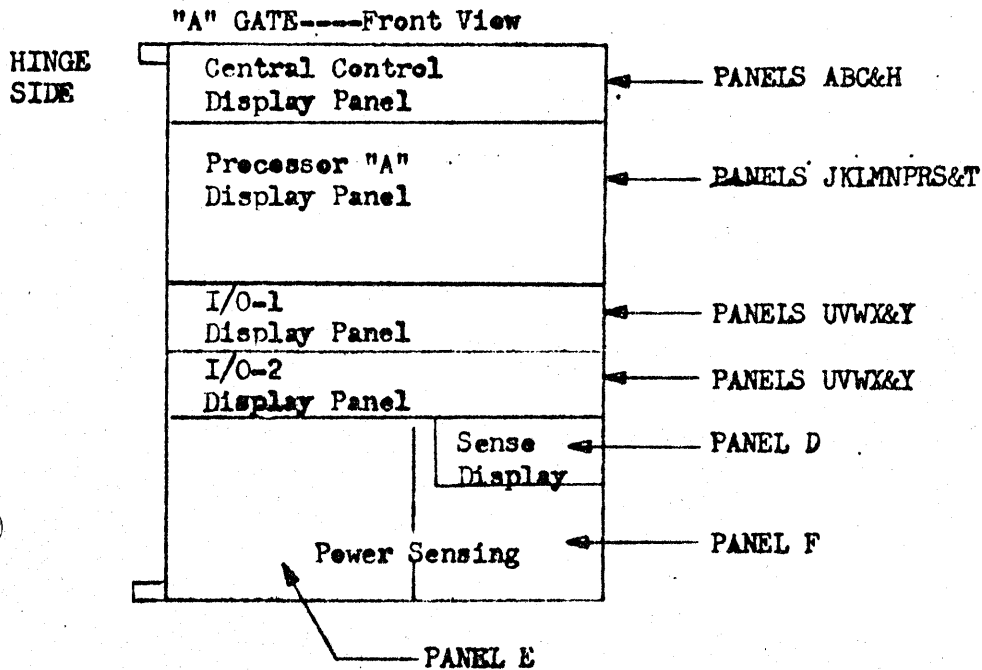 "A" GATE----Front View
HINGE
SIDE
Central Control
Display Panel
PANELS ABC&H
Processor "A"
Display Panel
PANELS JKLMNPRS&T
I/O-1
Display Panel
PANELS UVWX&Y
I/O-2
Display Panel
PANELS UVWX&Y
Sense
Display
PANEL D
Power Sensing
PANEL F
PANEL E